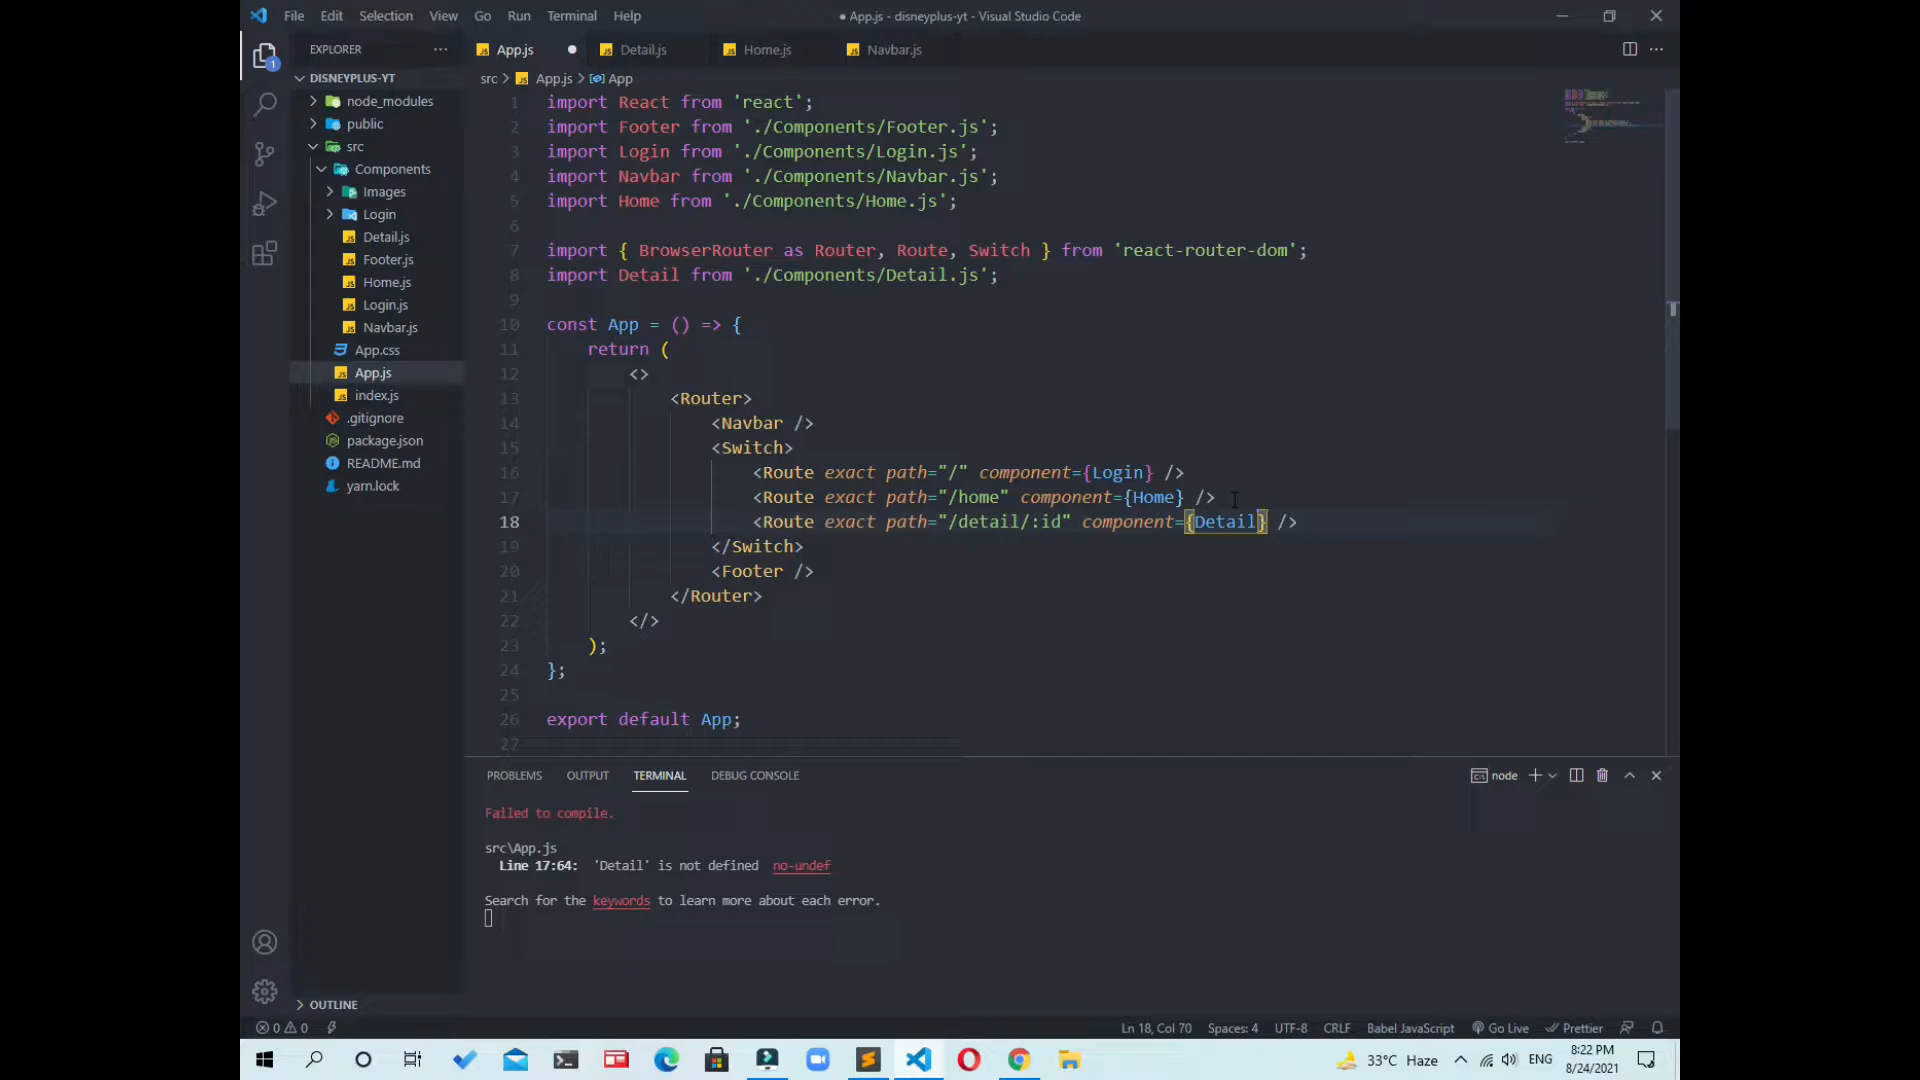 File Edit Selection View Go Run Terminal Help
● App.js - disneyplus-yt - Visual Studio Code
EXPLORER ···
App.js
Detail.js
Home.js
Navbar.js
1
DISNEYPLUS-YT
node_modules
public
src
Components
Images
Login
Detail.js
Footer.js
Home.js
Login.js
Navbar.js
App.css
App.js
index.js
.gitignore
package.json
README.md
yarn.lock
OUTLINE
src > App.js > App
1 import React from 'react';
2 import Footer from './Components/Footer.js';
3 import Login from './Components/Login.js';
4 import Navbar from './Components/Navbar.js';
5 import Home from './Components/Home.js';
6
7 import { BrowserRouter as Router, Route, Switch } from 'react-router-dom';
8 import Detail from './Components/Detail.js';
9
10 const App = () => {
11 return (
12 <>
13 <Router>
14 <Navbar />
15 <Switch>
16 <Route exact path="/" component={Login} />
17 <Route exact path="/home" component={Home} />
18 <Route exact path="/detail/:id" component={Detail} />
19 </Switch>
20 <Footer />
21 </Router>
22 </>
23 );
24 };
25
26 export default App;
27
PROBLEMS OUTPUT TERMINAL DEBUG CONSOLE
node
Failed to compile.
src\App.js
Line 17:64: 'Detail' is not defined no-undef
Search for the keywords to learn more about each error.
0 0
Ln 18, Col 70 Spaces: 4 UTF-8 CRLF Babel JavaScript Go Live Prettier
33°C Haze
ENG
8:22 PM
8/24/2021